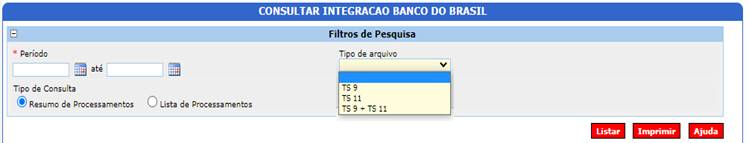 CONSULTAR INTEGRACAO BANCO DO BRASIL
Filtros de Pesquisa
* Período
até
Tipo de arquivo
TS 9
TS 11
TS 9 + TS 11
Tipo de Consulta
Resumo de Processamentos Lista de Processamentos
Listar Imprimir Ajuda